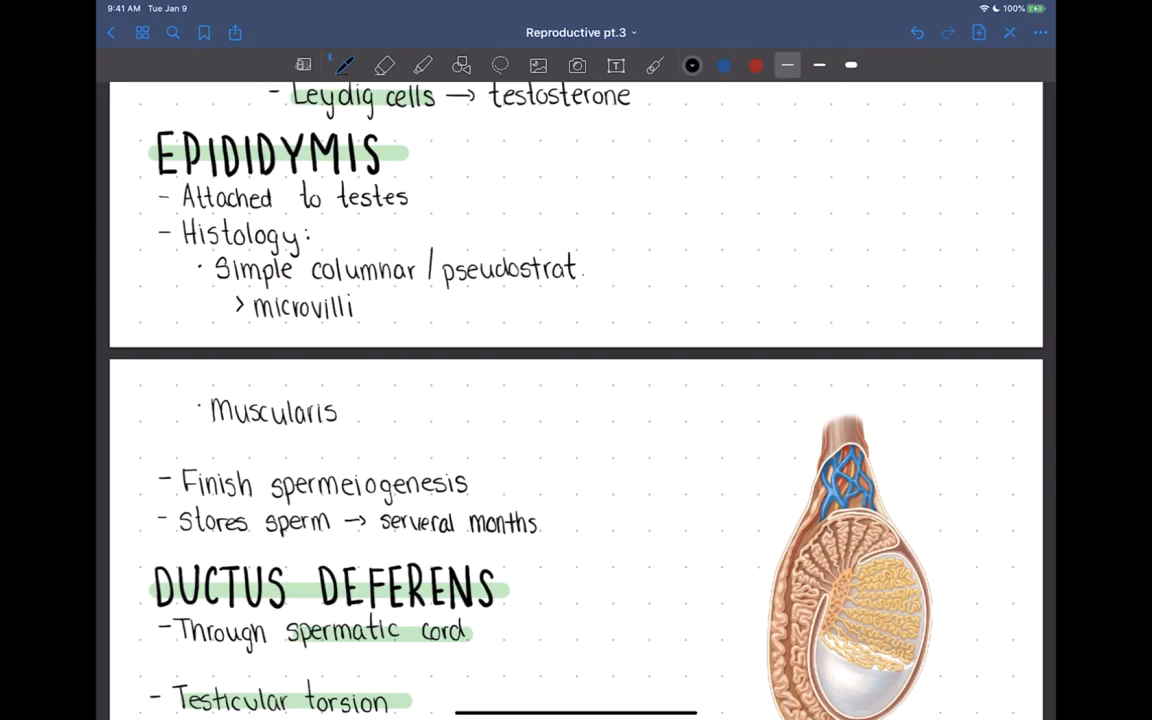 9:41 AM Tue Jan 9
100%
Reproductive pt.3
- Leydig cells → testosterone
EPIDIDYMIS
- Attached to testes
- Histology:
· Simple columnar / pseudostrat.
> microvilli
· Muscularis
- Finish spermeiogenesis
- Stores sperm → serveral months.
DUCTUS DEFERENS
- Through spermatic cord
- Testicular torsion